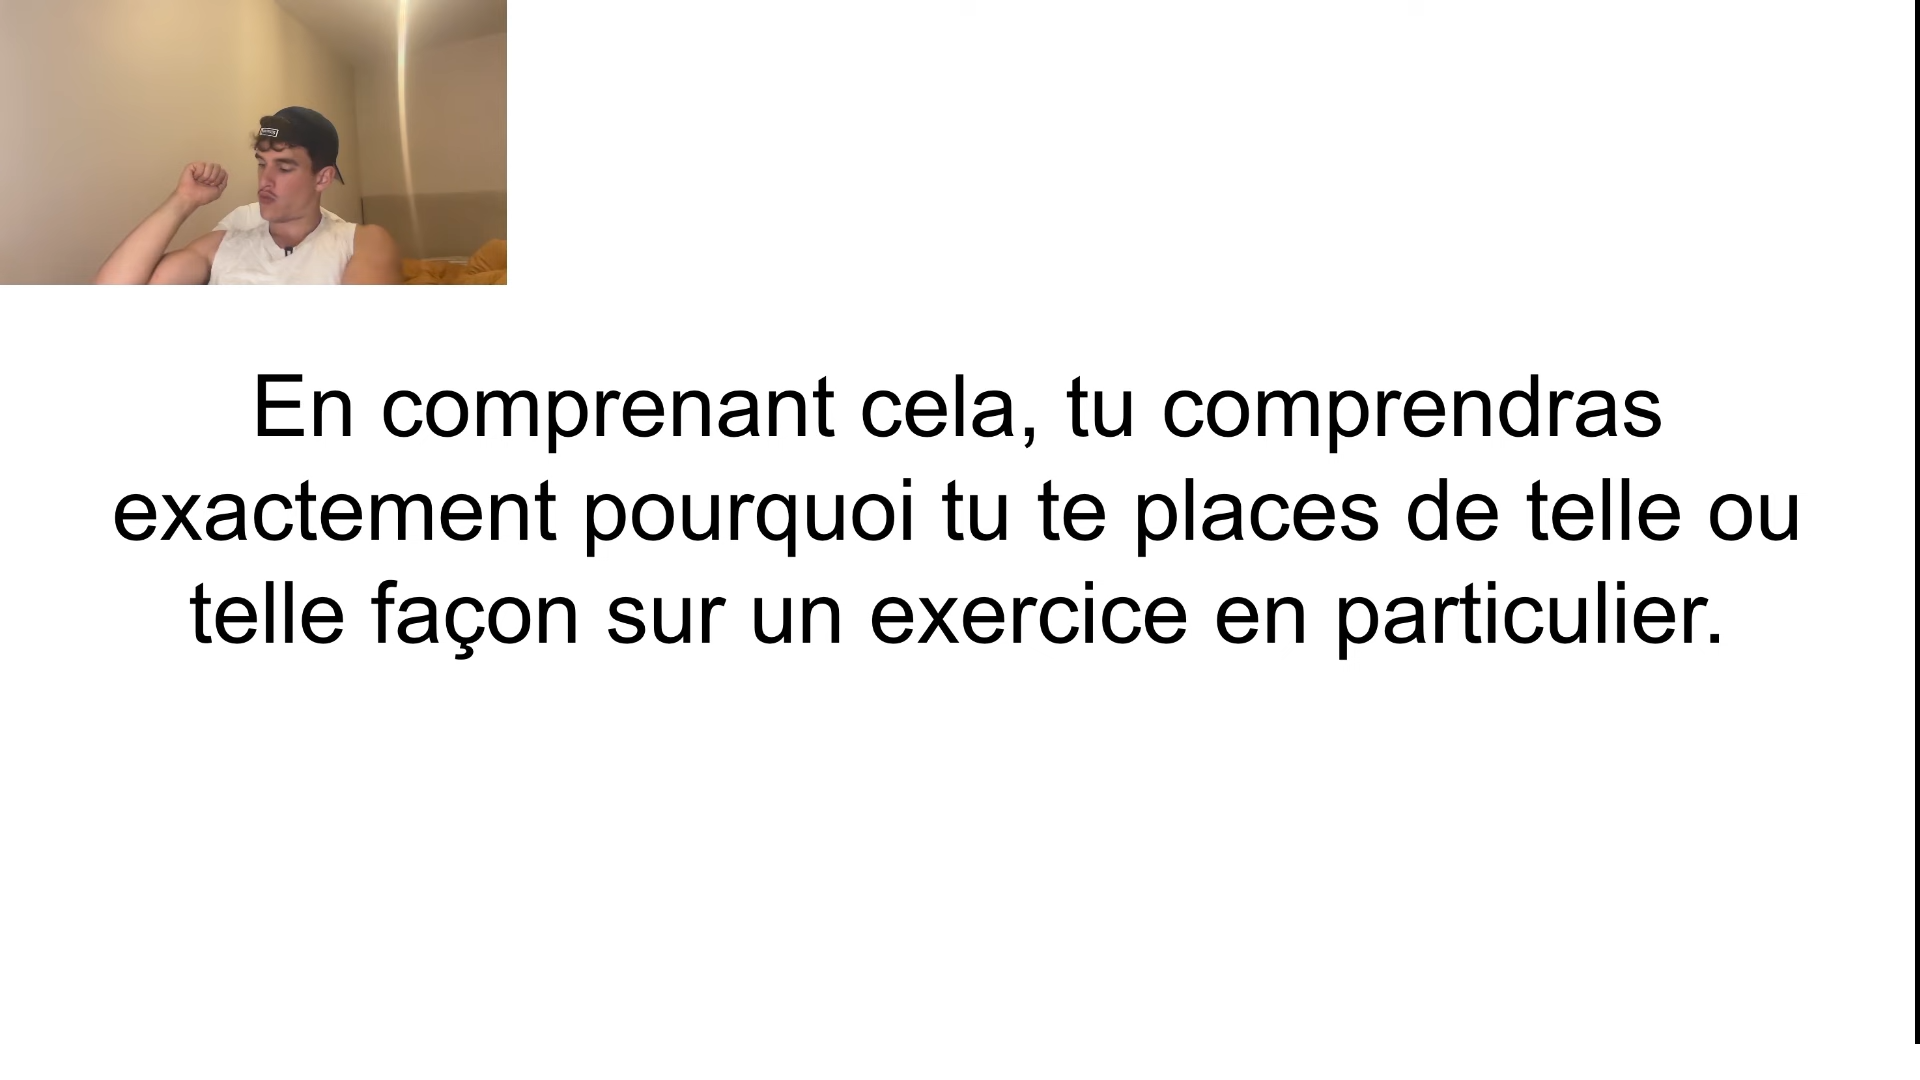 En comprenant cela, tu comprendras
exactement pourquoi tu te places de telle ou
telle façon sur un exercice en particulier.